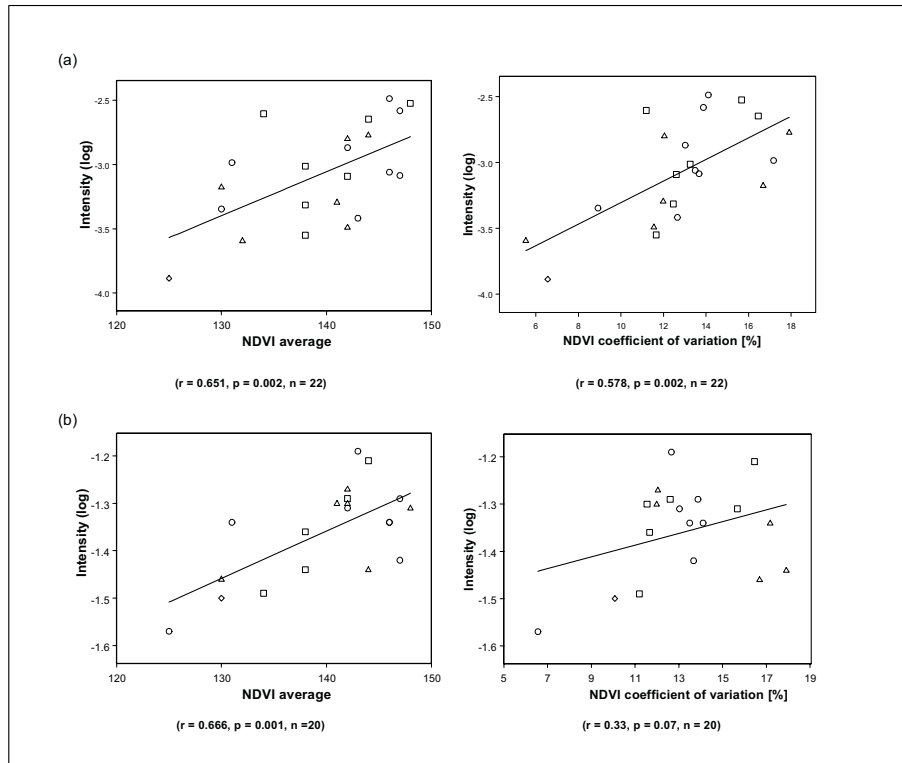 (a)
-2.5
-3.0
-3.5
-4.0
Intensity (log)
120 130 140 150
NDVI average
(r = 0.651, p = 0.002, n = 22)
-2.5
-3.0
-3.5
-4.0
Intensity (log)
6 8 10 12 14 16 18
NDVI coefficient of variation [%]
(r = 0.578, p = 0.002, n = 22)
(b)
-1.2
-1.3
-1.4
-1.5
-1.6
Intensity (log)
120 130 140 150
NDVI average
(r = 0.666, p = 0.001, n =20)
-1.2
-1.3
-1.4
-1.5
-1.6
Intensity (log)
5 7 9 11 13 15 17 19
NDVI coefficient of variation [%]
(r = 0.33, p = 0.07, n = 20)